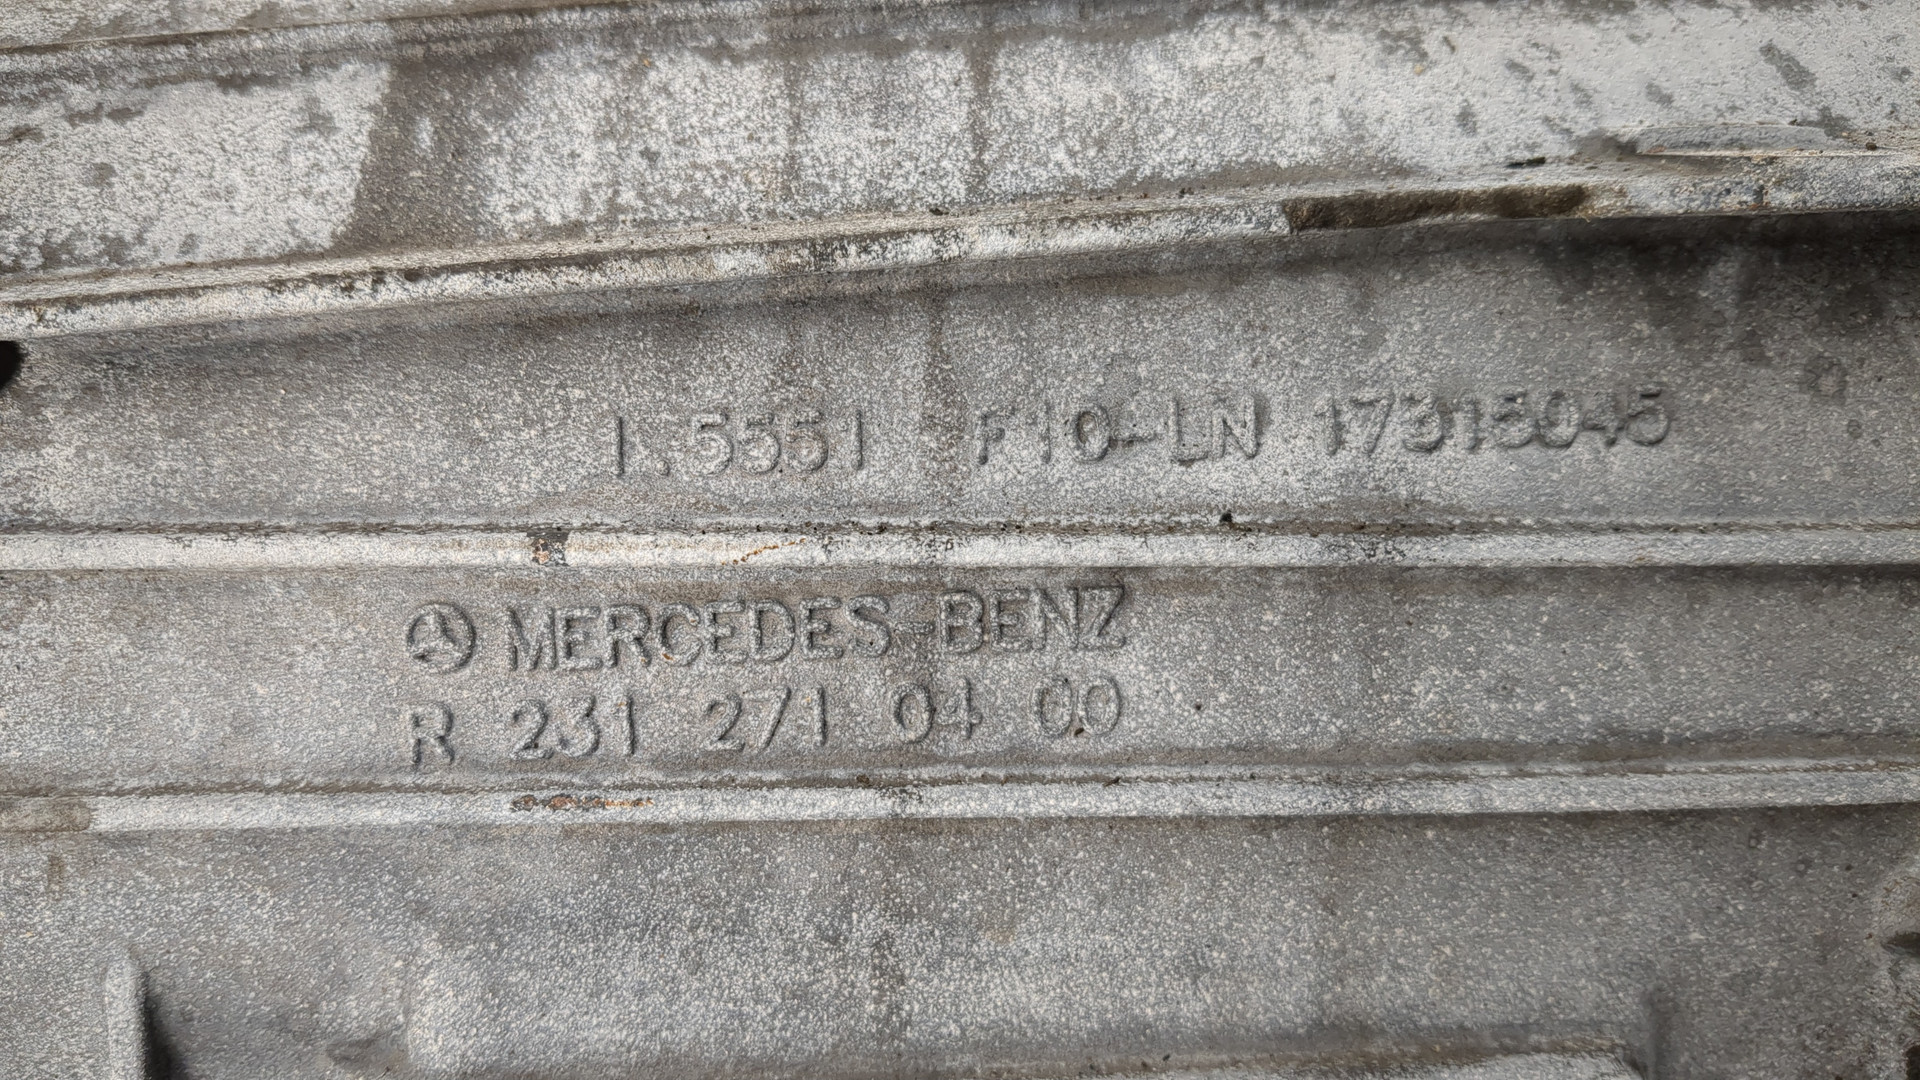 1.5551 F10-LN 17315045
MERCEDES-BENZ
R 231 271 04 00